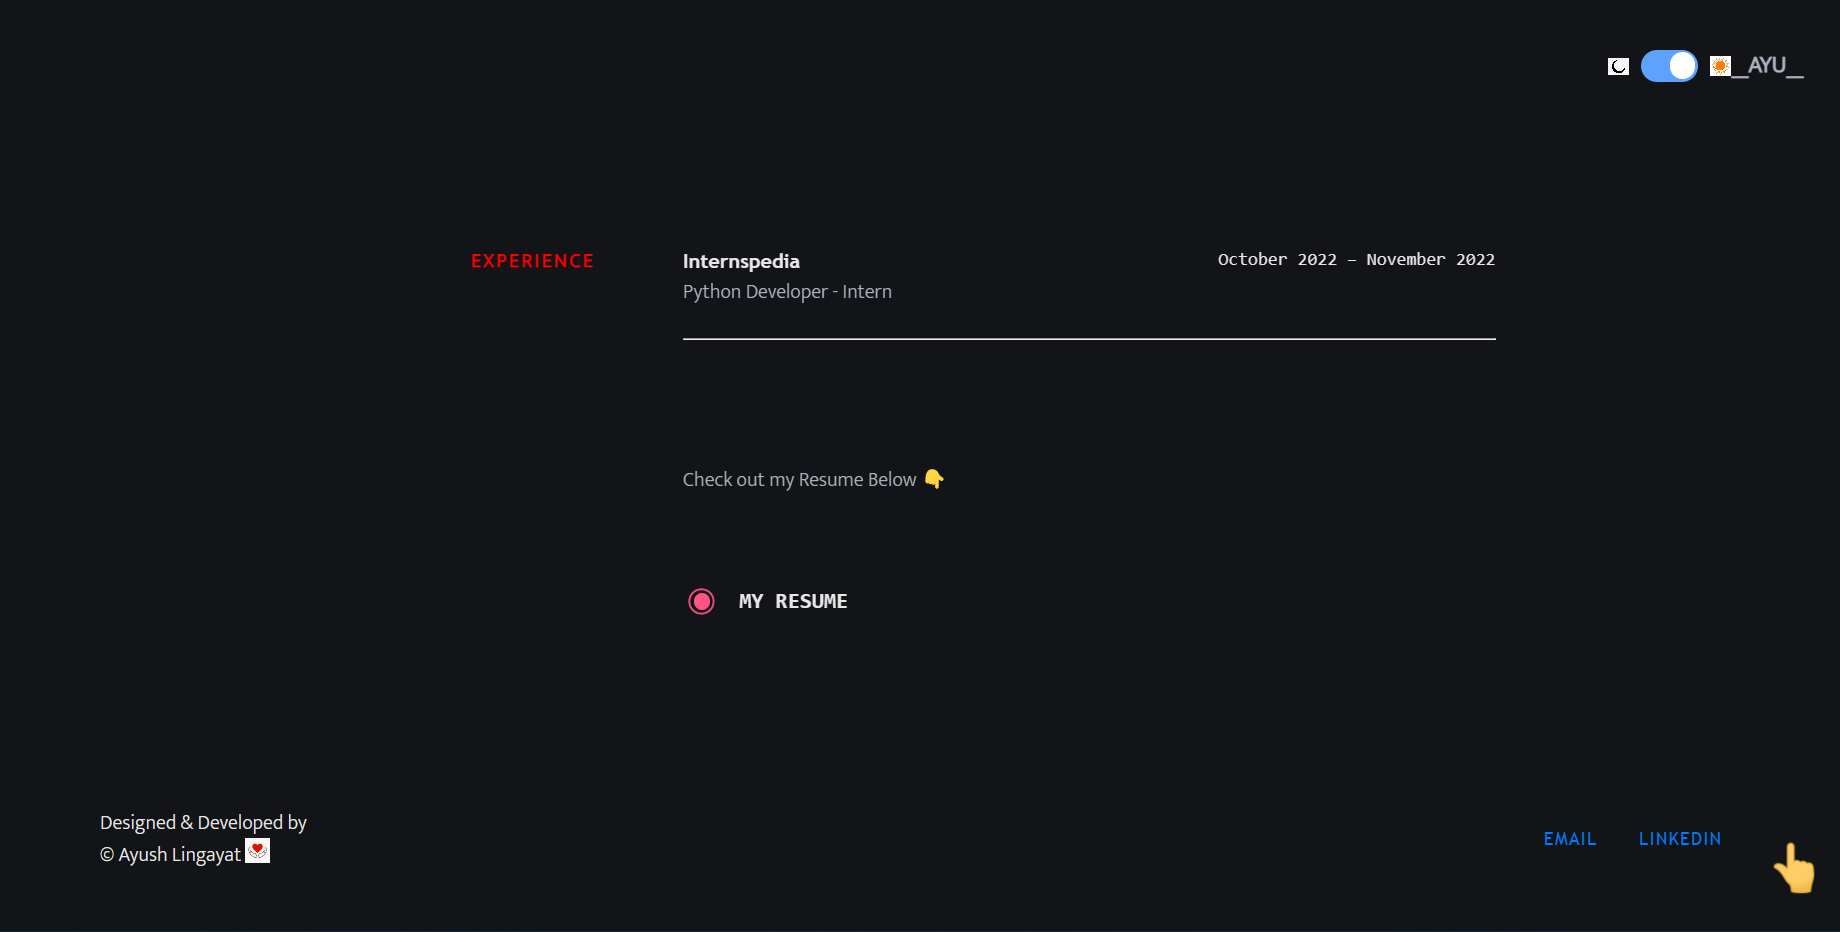 __AYU__
EXPERIENCE
Internspedia
October 2022 – November 2022
Python Developer - Intern
Check out my Resume Below 👇
MY RESUME
Designed & Developed by
© Ayush Lingayat
EMAIL
LINKEDIN